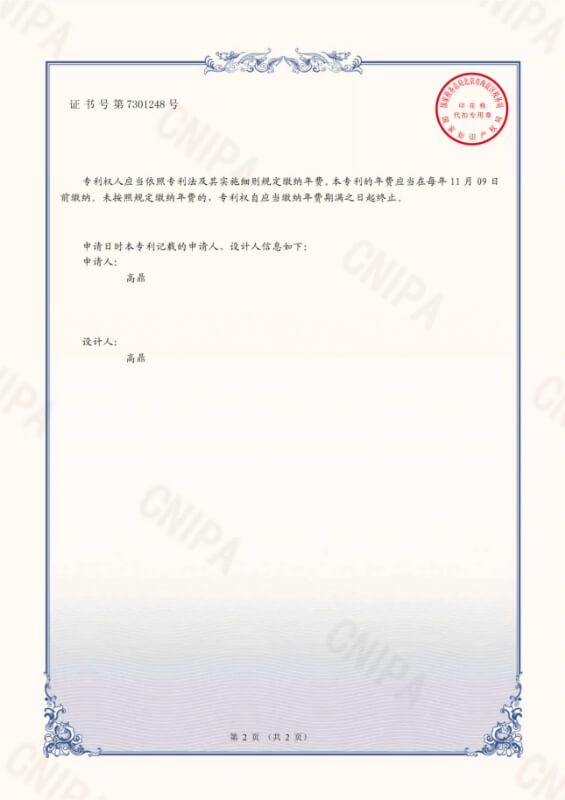 CNIPA
CNIPA
证书号第7301248号
国家税务总局北京市海淀区税务局
印花税
代扣专用章
国家知识产权局
专利权人应当依照专利法及其实施细则规定缴纳年费。本专利的年费应当在每年11月09日
前缴纳。未按照规定缴纳年费的，专利权自应当缴纳年费期满之日起终止。
申请日时本专利记载的申请人、设计人信息如下：
申请人：
高鼎
CNIPA
设计人：
高鼎
CNIPA
CNIPA
CNIPA
CNIPA
第 2 页 （共 2 页）
CNIPA